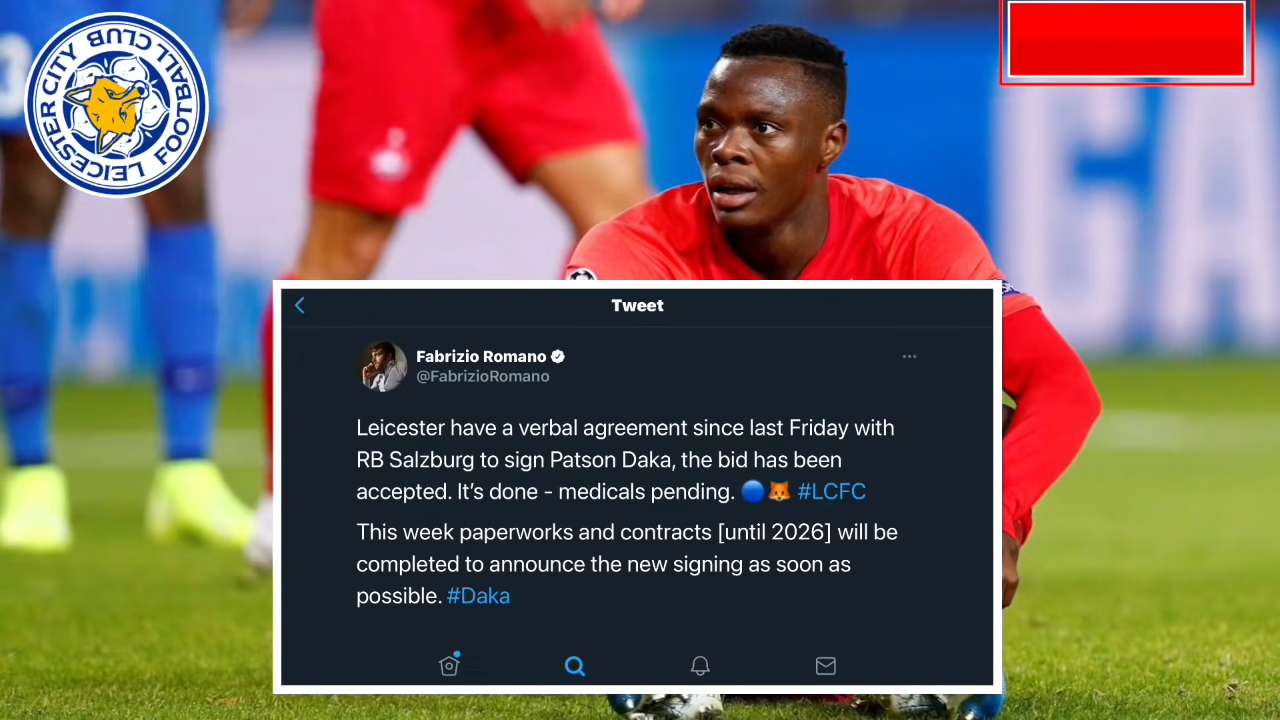 LEICESTER CITY FOOTBALL CLUB
GA
3
Tweet
Fabrizio Romano
@FabrizioRomano
Leicester have a verbal agreement since last Friday with
RB Salzburg to sign Patson Daka, the bid has been
accepted. It’s done - medicals pending. 🔵🦊 #LCFC
This week paperworks and contracts [until 2026] will be
completed to announce the new signing as soon as
possible. #Daka